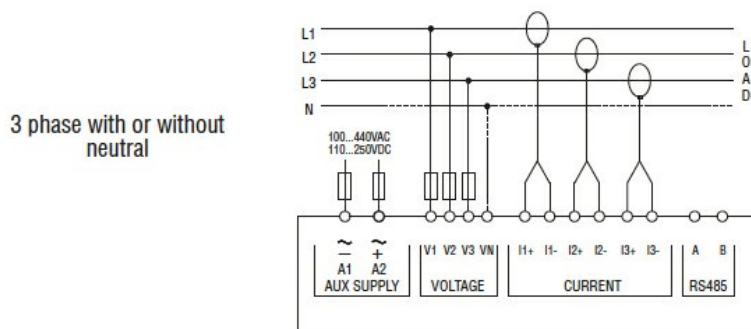 3 phase with or without
neutral
L1
L2
L3
N
LOAD
100...440VAC
110...250VDC
~ ~
− +
A1 A2
AUX SUPPLY
V1 V2 V3 VN
VOLTAGE
I1+ I1- I2+ I2- I3+ I3-
CURRENT
A B
RS485